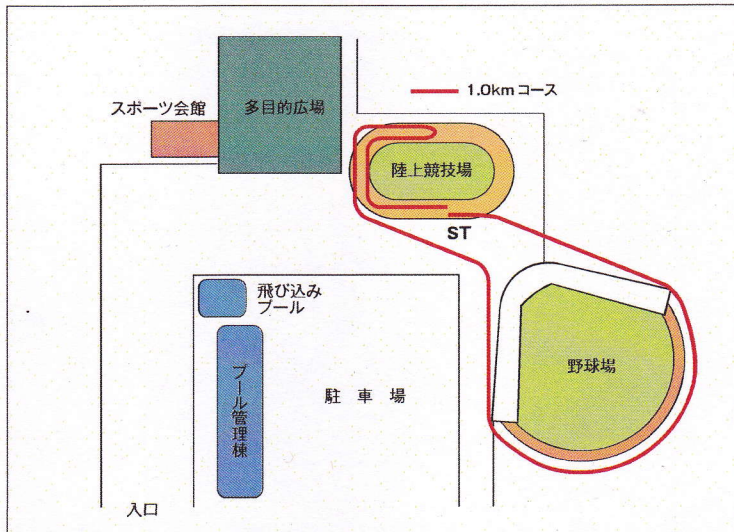 スポーツ会館
多目的広場
1.0kmコース
陸上競技場
ST
飛び込み
プール
プール管理棟
駐車場
野球場
入口